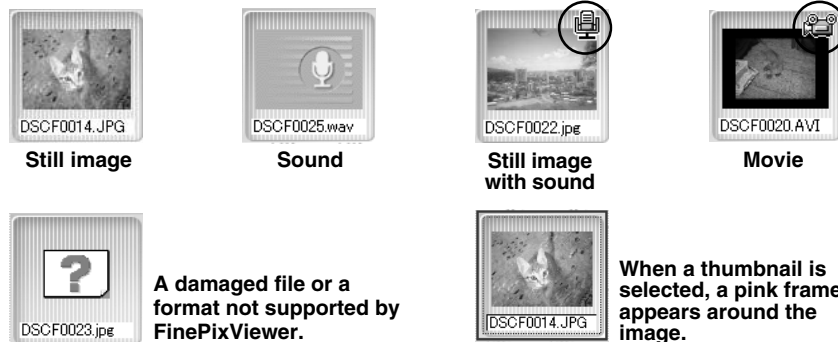 DSCF0014.JPG
Still image
DSCF0025.wav
Sound
DSCF0022.jpg
Still image
with sound
DSCF0020.AVI
Movie
?
DSCF0023.jpg
A damaged file or a
format not supported by
FinePixViewer.
DSCF0014.JPG
When a thumbnail is
selected, a pink frame
appears around the
image.